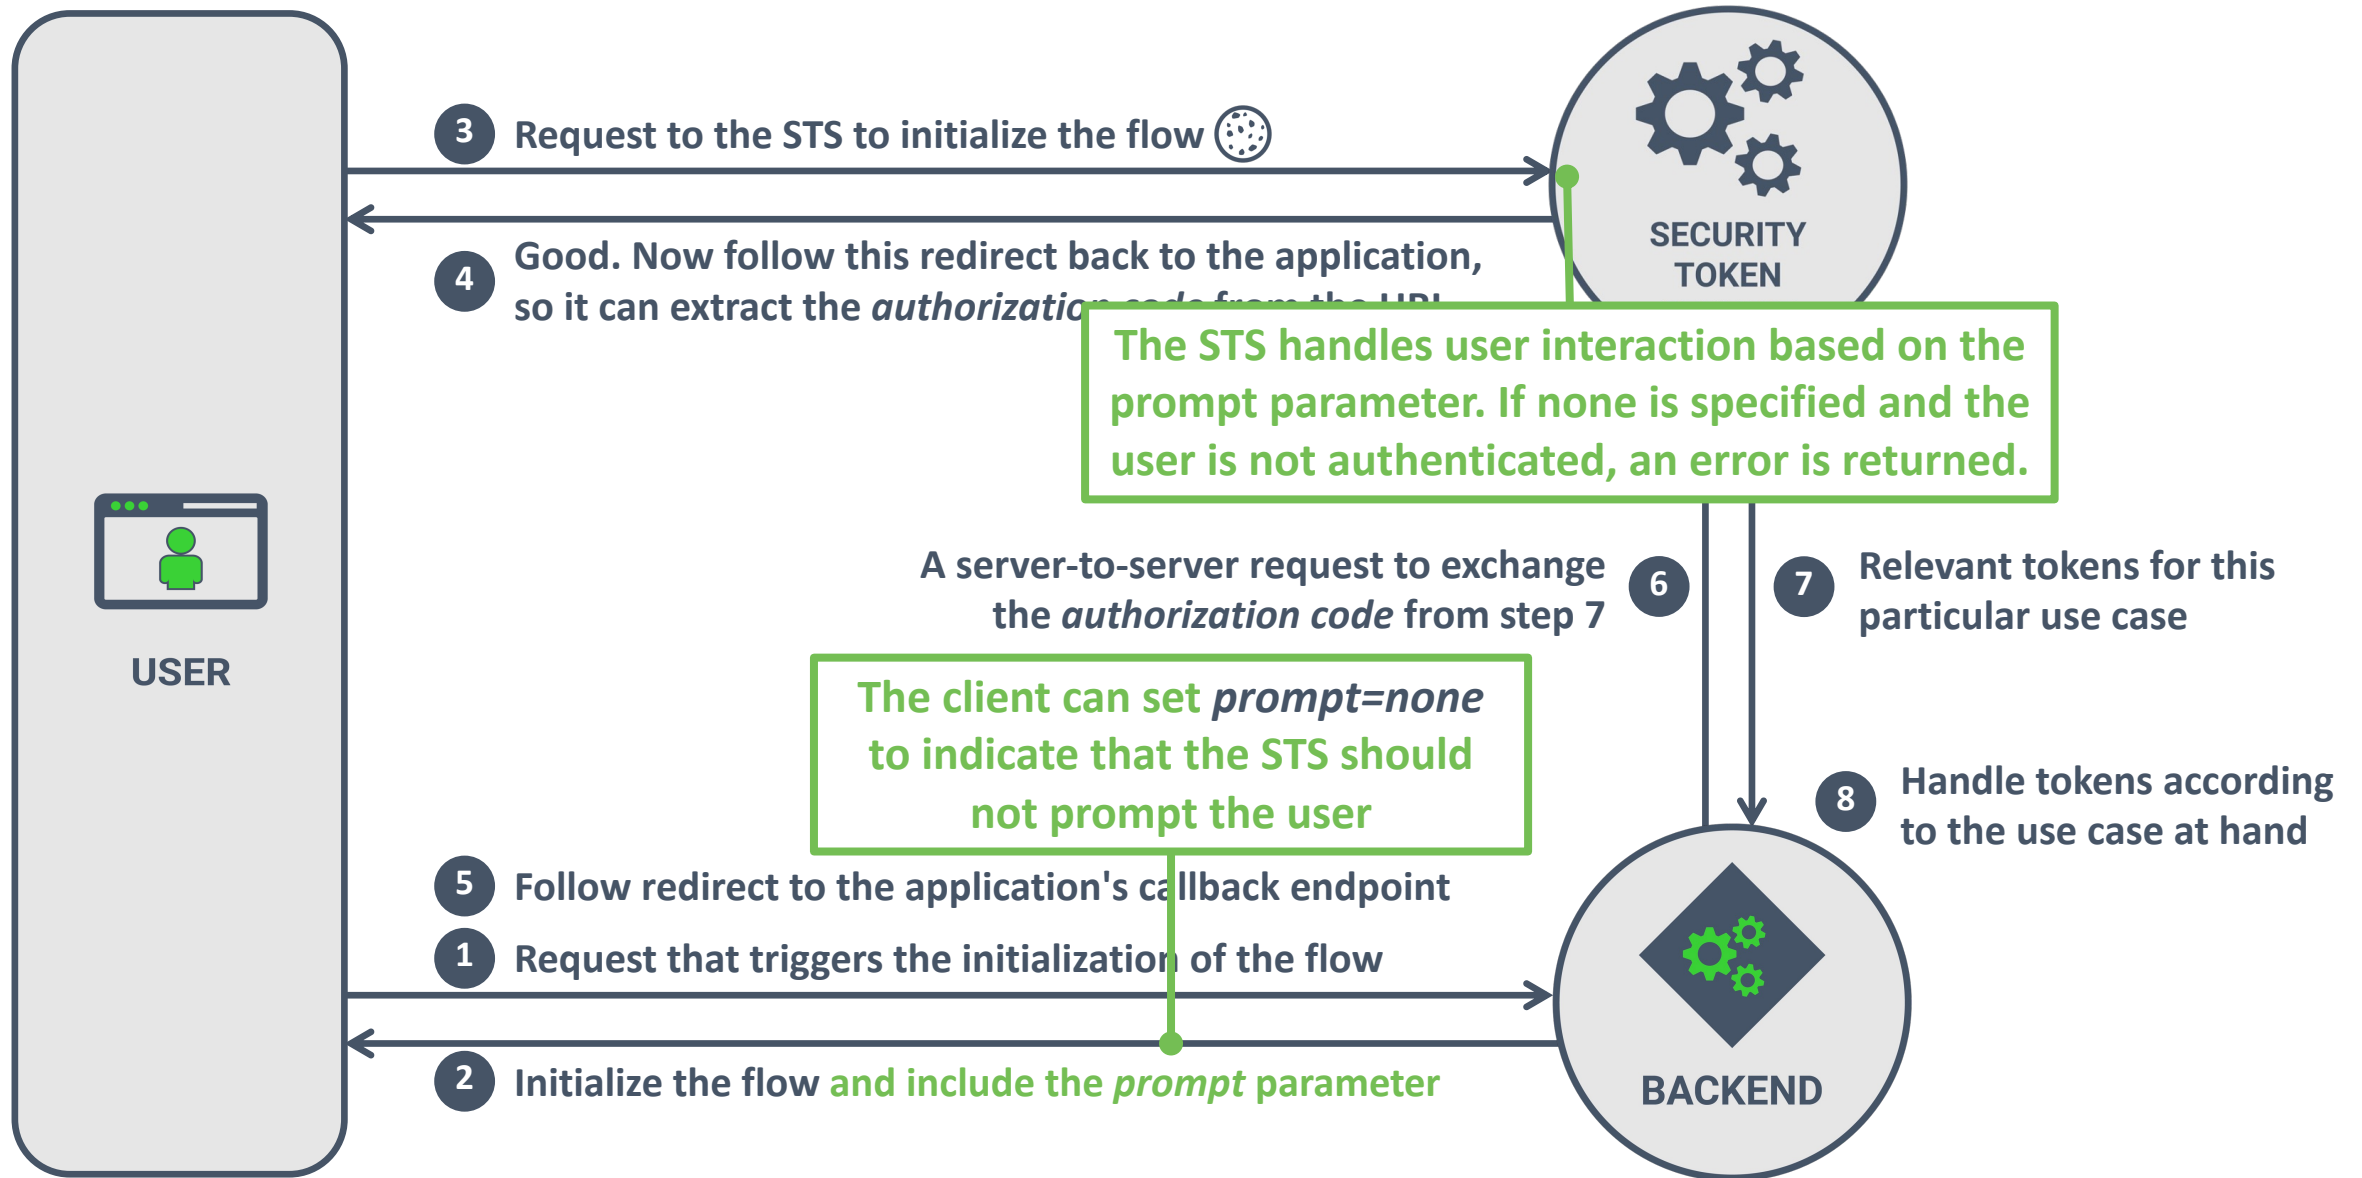 3 Request to the STS to initialize the flow
SECURITY
TOKEN
4 Good. Now follow this redirect back to the application,
so it can extract the authorization
The STS handles user interaction based on the
prompt parameter. If none is specified and the
user is not authenticated, an error is returned.
A server-to-server request to exchange
the authorization code from step 7
6
7
Relevant tokens for this
particular use case
USER
The client can set prompt=none
to indicate that the STS should
not prompt the user
8 Handle tokens according
to the use case at hand
5 Follow redirect to the application's callback endpoint
1 Request that triggers the initialization of the flow
2 Initialize the flow and include the prompt parameter
BACKEND